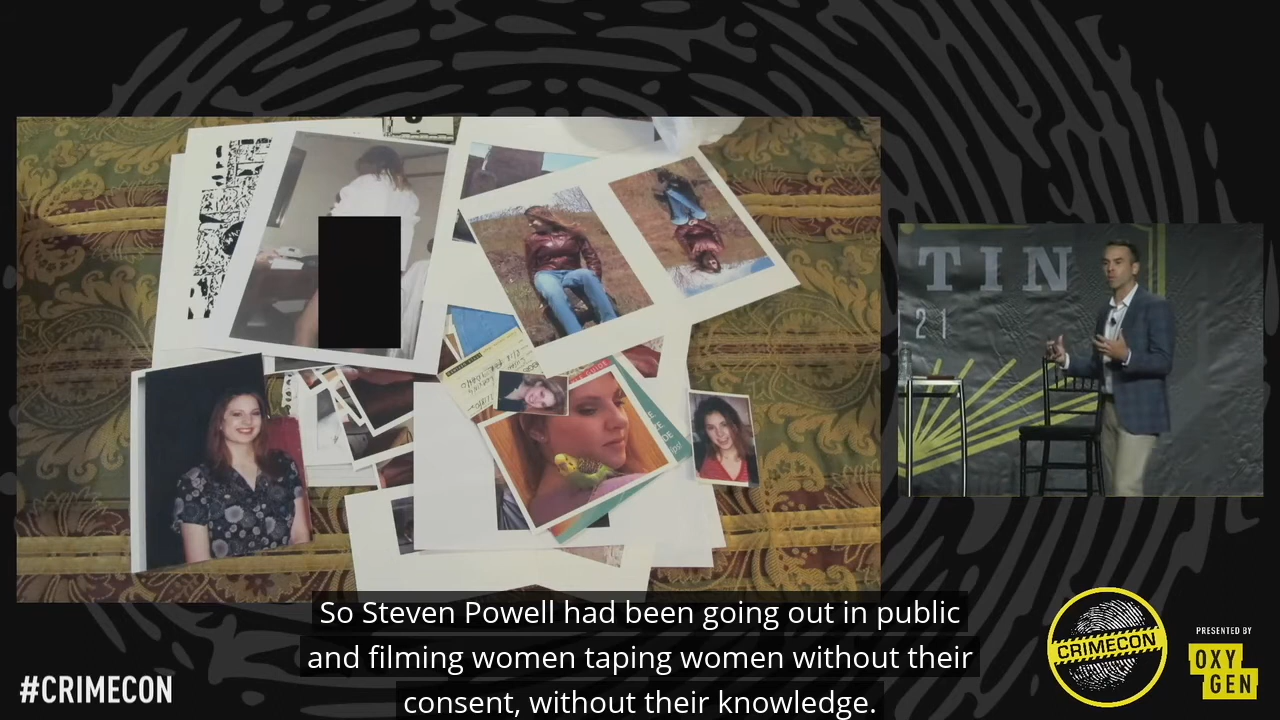 TIN
21
So Steven Powell had been going out in public
and filming women taping women without their
consent, without their knowledge.
#CRIMECON
CRIMECON
PRESENTED BY
OXY
GEN